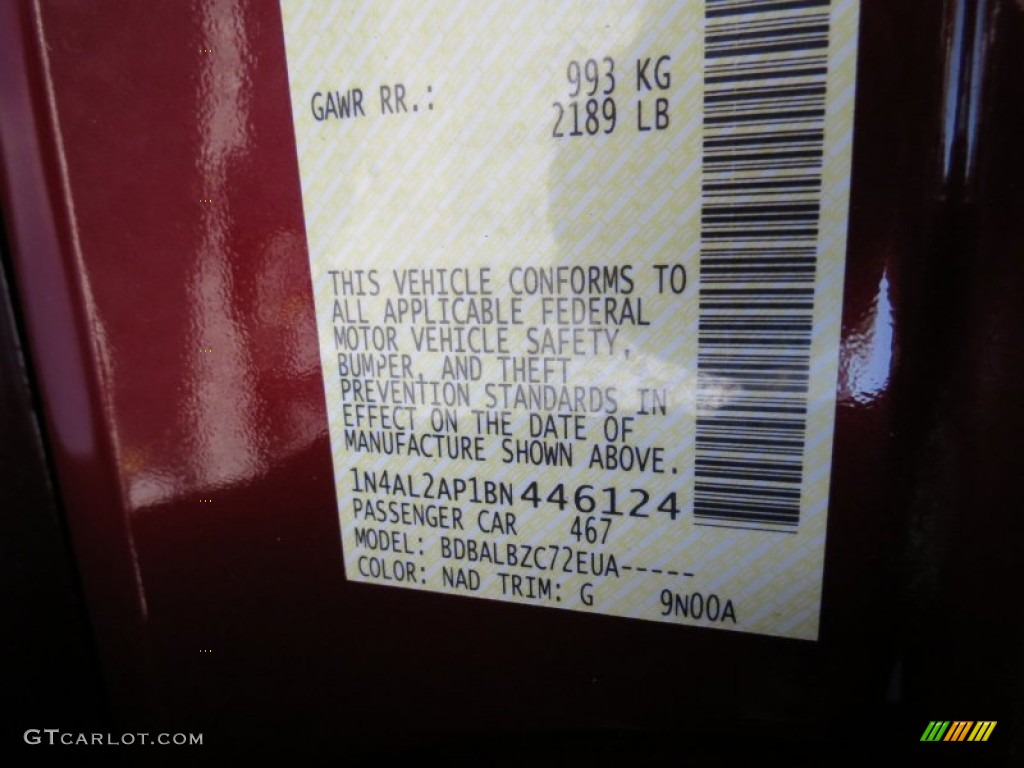 993 KG
GAWR RR.: 2189 LB
THIS VEHICLE CONFORMS TO
ALL APPLICABLE FEDERAL
MOTOR VEHICLE SAFETY,
BUMPER, AND THEFT
PREVENTION STANDARDS IN
EFFECT ON THE DATE OF
MANUFACTURE SHOWN ABOVE.
1N4AL2AP1BN446124
PASSENGER CAR 467
MODEL: BDBALBZC72EUA-----
COLOR: NAD TRIM: G 9N00A
GTCARLOT.COM